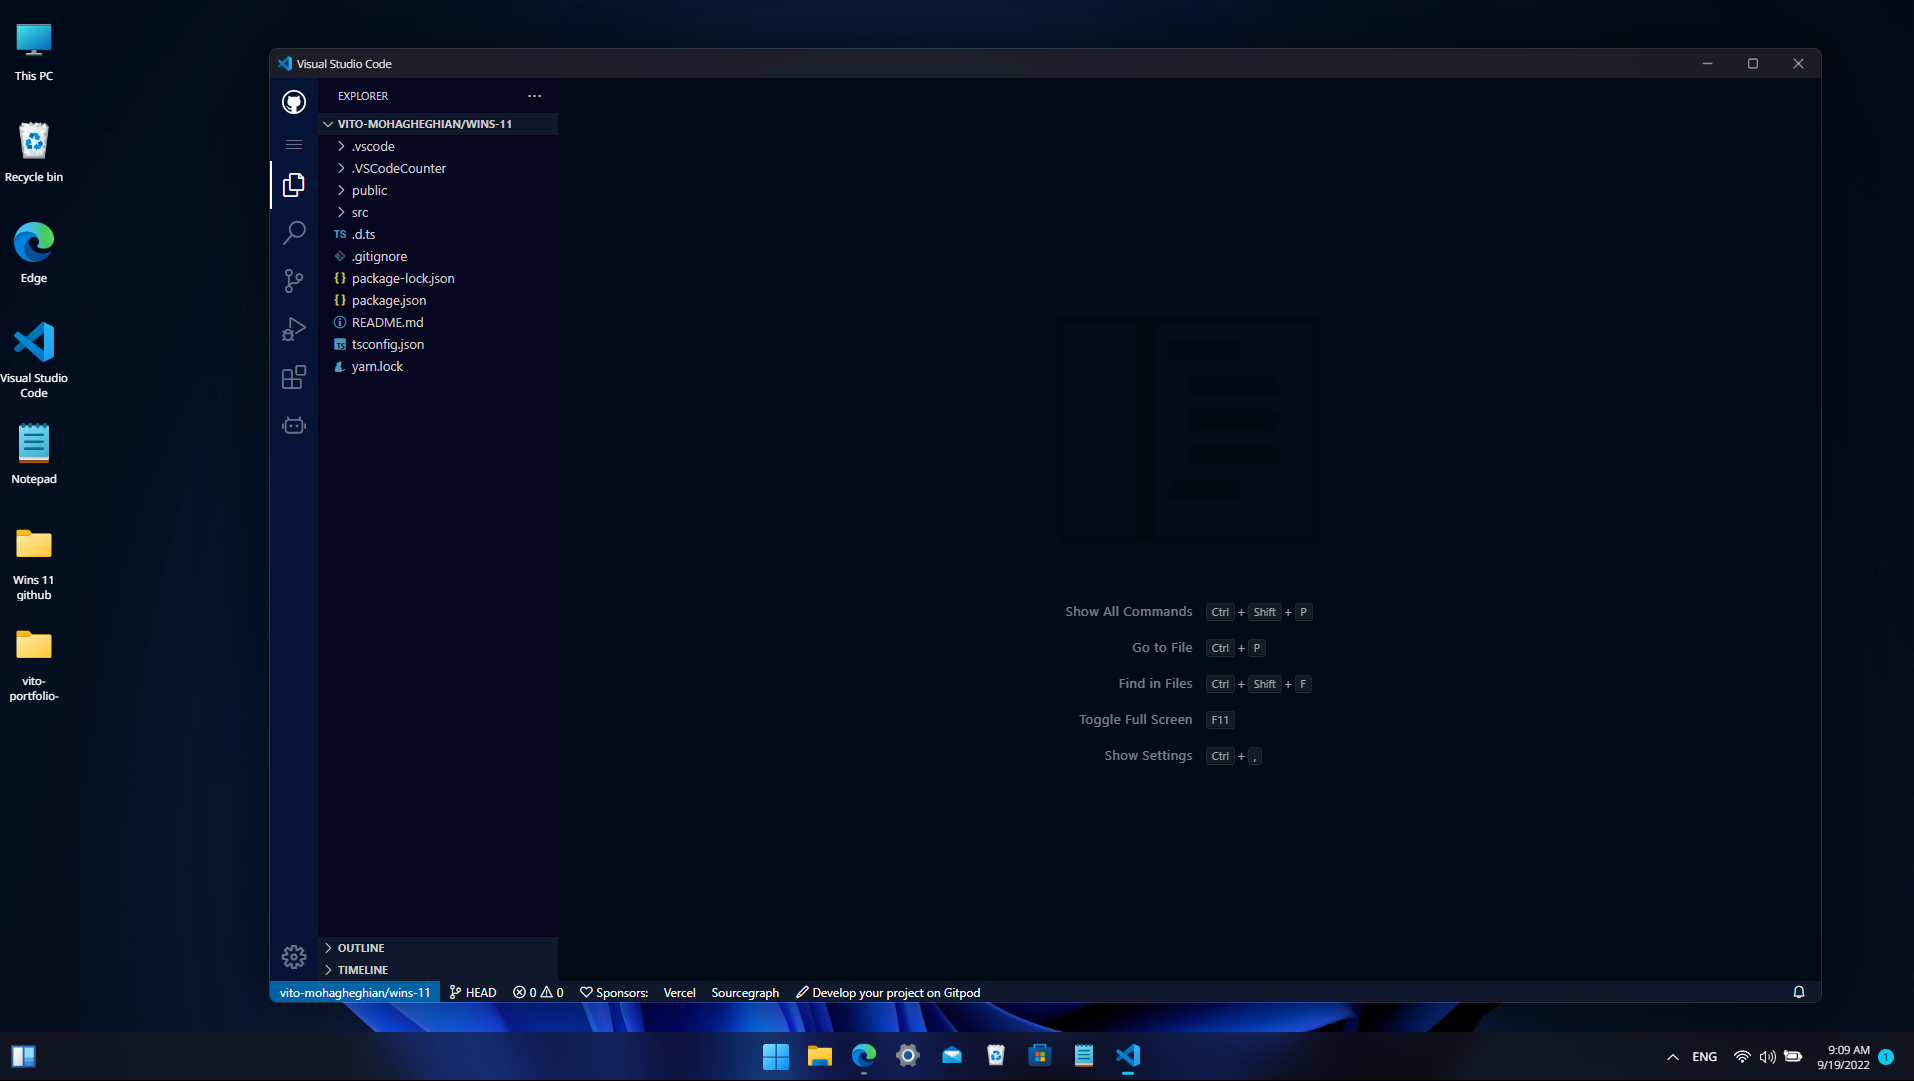 This PC
Recycle bin
Edge
Visual Studio
Code
Notepad
Wins 11
github
vito-
portfolio-
Visual Studio Code
EXPLORER
VITO-MOHAGHEGHIAN/WINS-11
.vscode
.VSCodeCounter
public
src
TS .d.ts
.gitignore
{} package-lock.json
{} package.json
README.md
TS tsconfig.json
yarn.lock
OUTLINE
TIMELINE
Show All Commands Ctrl + Shift + P
Go to File Ctrl + P
Find in Files Ctrl + Shift + F
Toggle Full Screen F11
Show Settings Ctrl + ,
vito-mohagheghian/wins-11 HEAD 0 0 Sponsors: Vercel Sourcegraph Develop your project on Gitpod
ENG
9:09 AM
9/19/2022
1